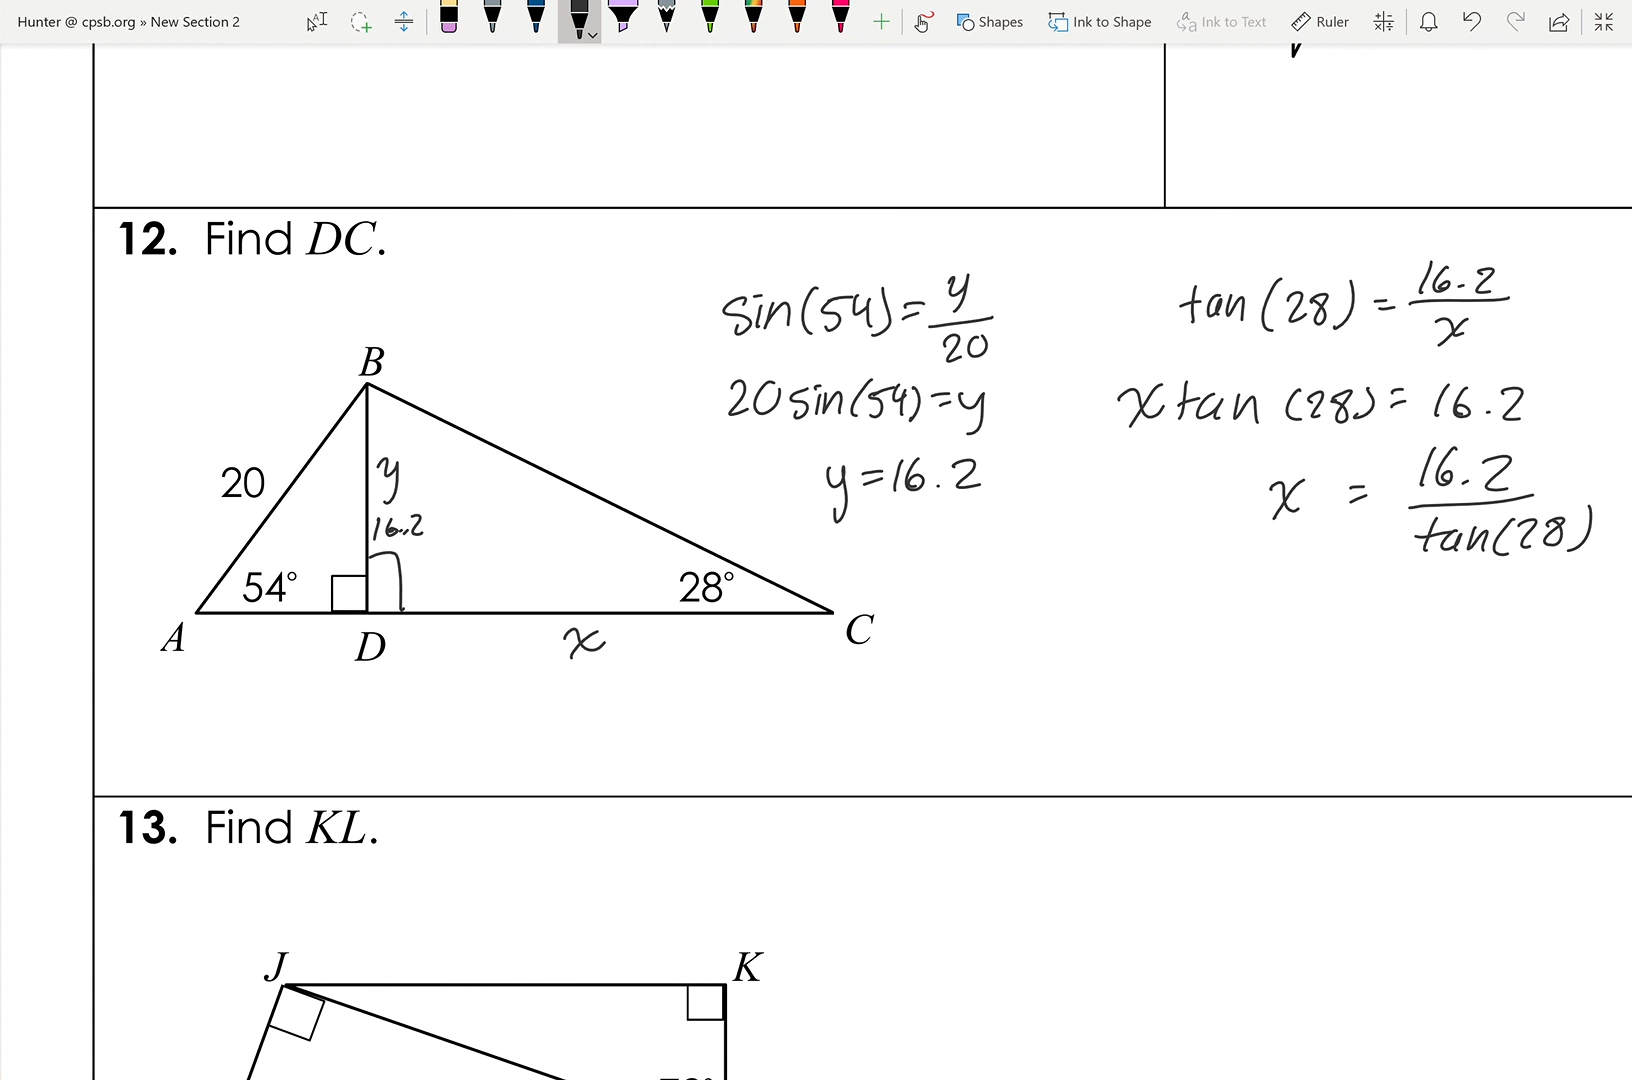 Hunter @ cpsb.org » New Section 2
Shapes
Ink to Shape
Ink to Text
Ruler
12. Find DC.
sin(54) = y/20
20 sin(54) = y
y = 16.2
tan(28) = 16.2/x
x tan(28) = 16.2
x = 16.2/tan(28)
B
20
y
16.2
54°
28°
A
D
x
C
13. Find KL.
J
K